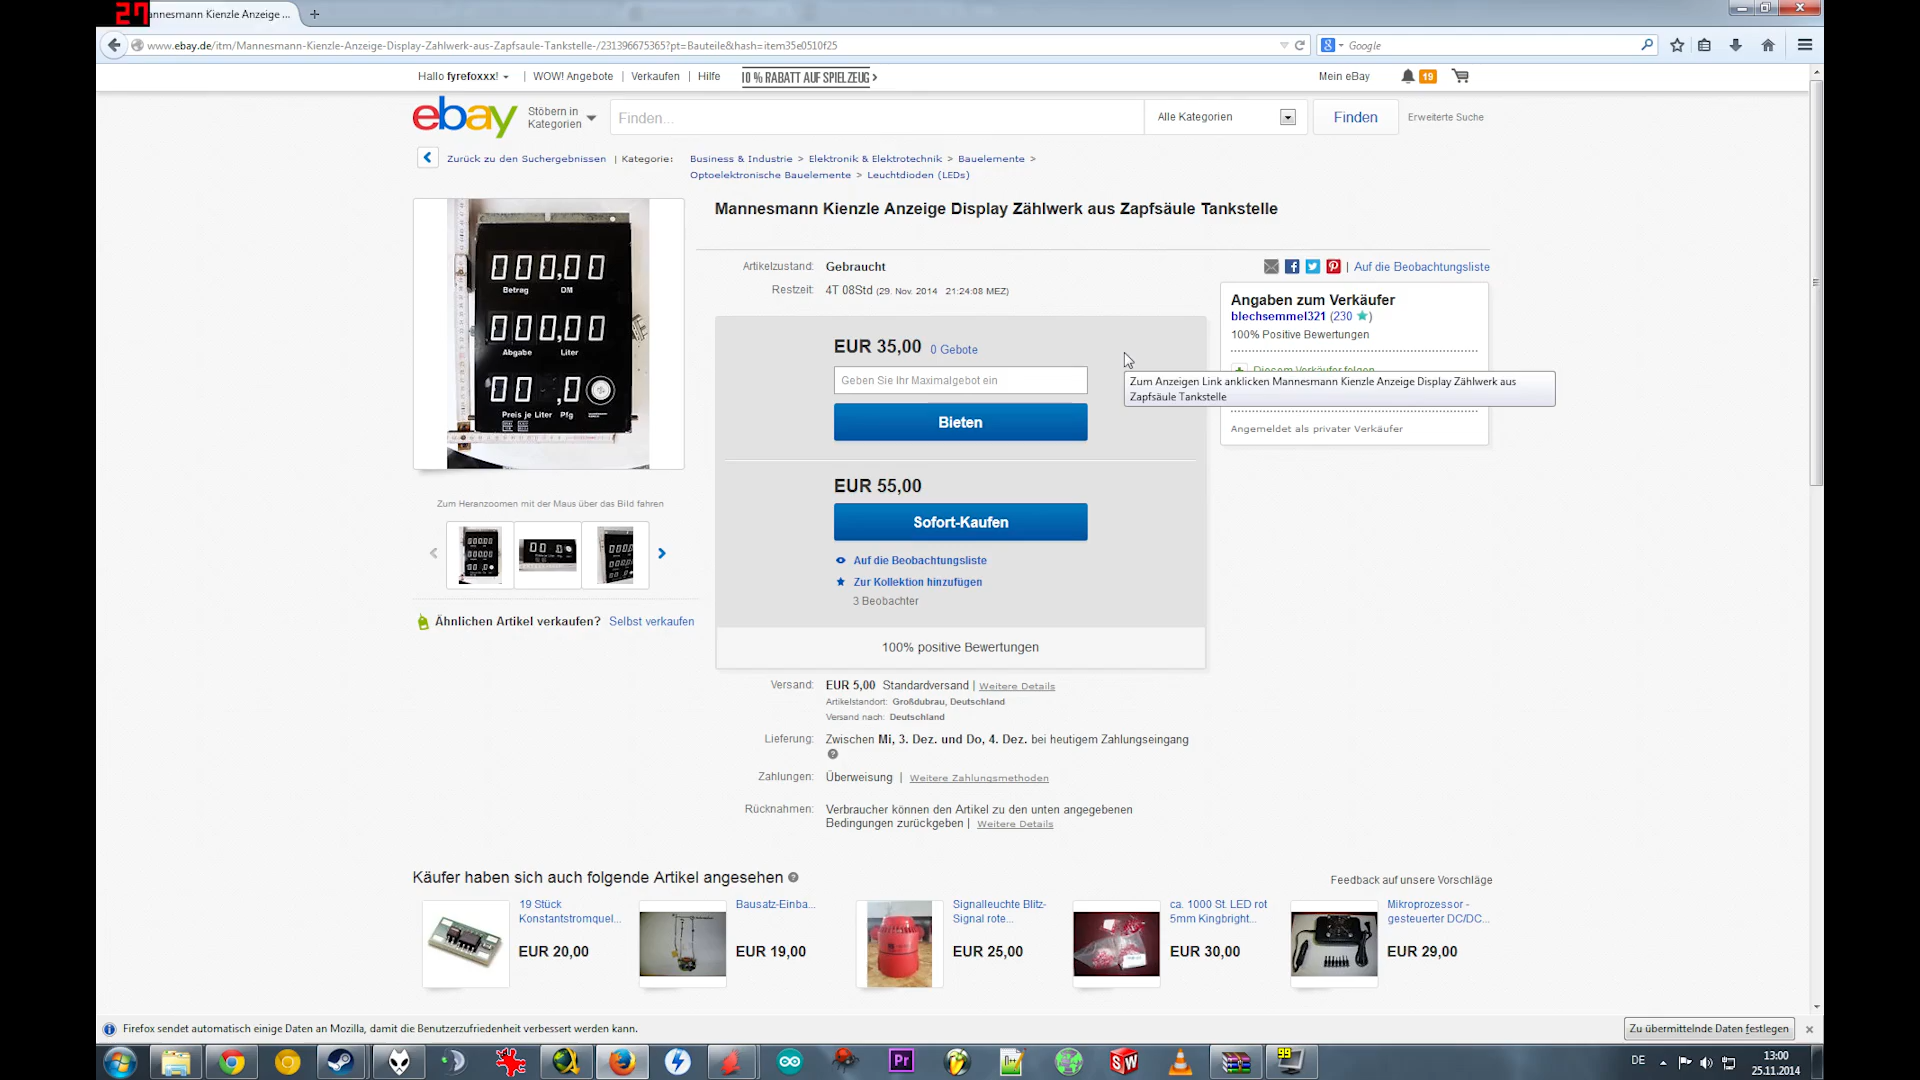 27
annesmann Kienzle Anzeige ...
www.ebay.de/itm/Mannesmann-Kienzle-Anzeige-Display-Zahlwerk-aus-Zapfsaule-Tankstelle-/231396675365?pt=Bauteile&hash=item35e0510f25
Google
Hallo fyrefoxxx! | WOW! Angebote | Verkaufen | Hilfe 10 % RABATT AUF SPIELZEUG >
Mein eBay 19
ebay
Stöbern in
Kategorien
Finden...
Alle Kategorien
Finden
Erweiterte Suche
Zurück zu den Suchergebnissen | Kategorie: Business & Industrie > Elektronik & Elektrotechnik > Bauelemente >
Optoelektronische Bauelemente > Leuchtdioden (LEDs)
Mannesmann Kienzle Anzeige Display Zählwerk aus Zapfsäule Tankstelle
000,00
Betrag DM
000,00
Abgabe Liter
00 ,0
Preis je Liter Pfg
Zum Heranzoomen mit der Maus über das Bild fahren
Ähnlichen Artikel verkaufen? Selbst verkaufen
Artikelzustand: Gebraucht
Restzeit: 4T 08Std (29. Nov. 2014 21:24:08 MEZ)
| Auf die Beobachtungsliste
EUR 35,00 0 Gebote
Geben Sie Ihr Maximalgebot ein
Bieten
EUR 55,00
Sofort-Kaufen
Auf die Beobachtungsliste
Zur Kollektion hinzufügen
3 Beobachter
100% positive Bewertungen
Angaben zum Verkäufer
blechsemmel321 (230 )
100% Positive Bewertungen
Diesem Verkäufer folgen
Zum Anzeigen Link anklicken Mannesmann Kienzle Anzeige Display Zählwerk aus
Zapfsäule Tankstelle
Angemeldet als privater Verkäufer
Versand: EUR 5,00 Standardversand | Weitere Details
Artikelstandort: Großdubrau, Deutschland
Versand nach: Deutschland
Lieferung: Zwischen Mi, 3. Dez. und Do, 4. Dez. bei heutigem Zahlungseingang
Zahlungen: Überweisung | Weitere Zahlungsmethoden
Rücknahmen: Verbraucher können den Artikel zu den unten angegebenen
Bedingungen zurückgeben | Weitere Details
Käufer haben sich auch folgende Artikel angesehen
Feedback auf unsere Vorschläge
19 Stück
Konstantstromquel...
EUR 20,00
Bausatz-Einba...
EUR 19,00
Signalleuchte Blitz-
Signal rote...
EUR 25,00
ca. 1000 St. LED rot
5mm Kingbright...
EUR 30,00
Mikroprozessor -
gesteuerter DC/DC...
EUR 29,00
Firefox sendet automatisch einige Daten an Mozilla, damit die Benutzerzufriedenheit verbessert werden kann.
Zu übermittelnde Daten festlegen
Pr
SW
99
DE
13:00
25.11.2014